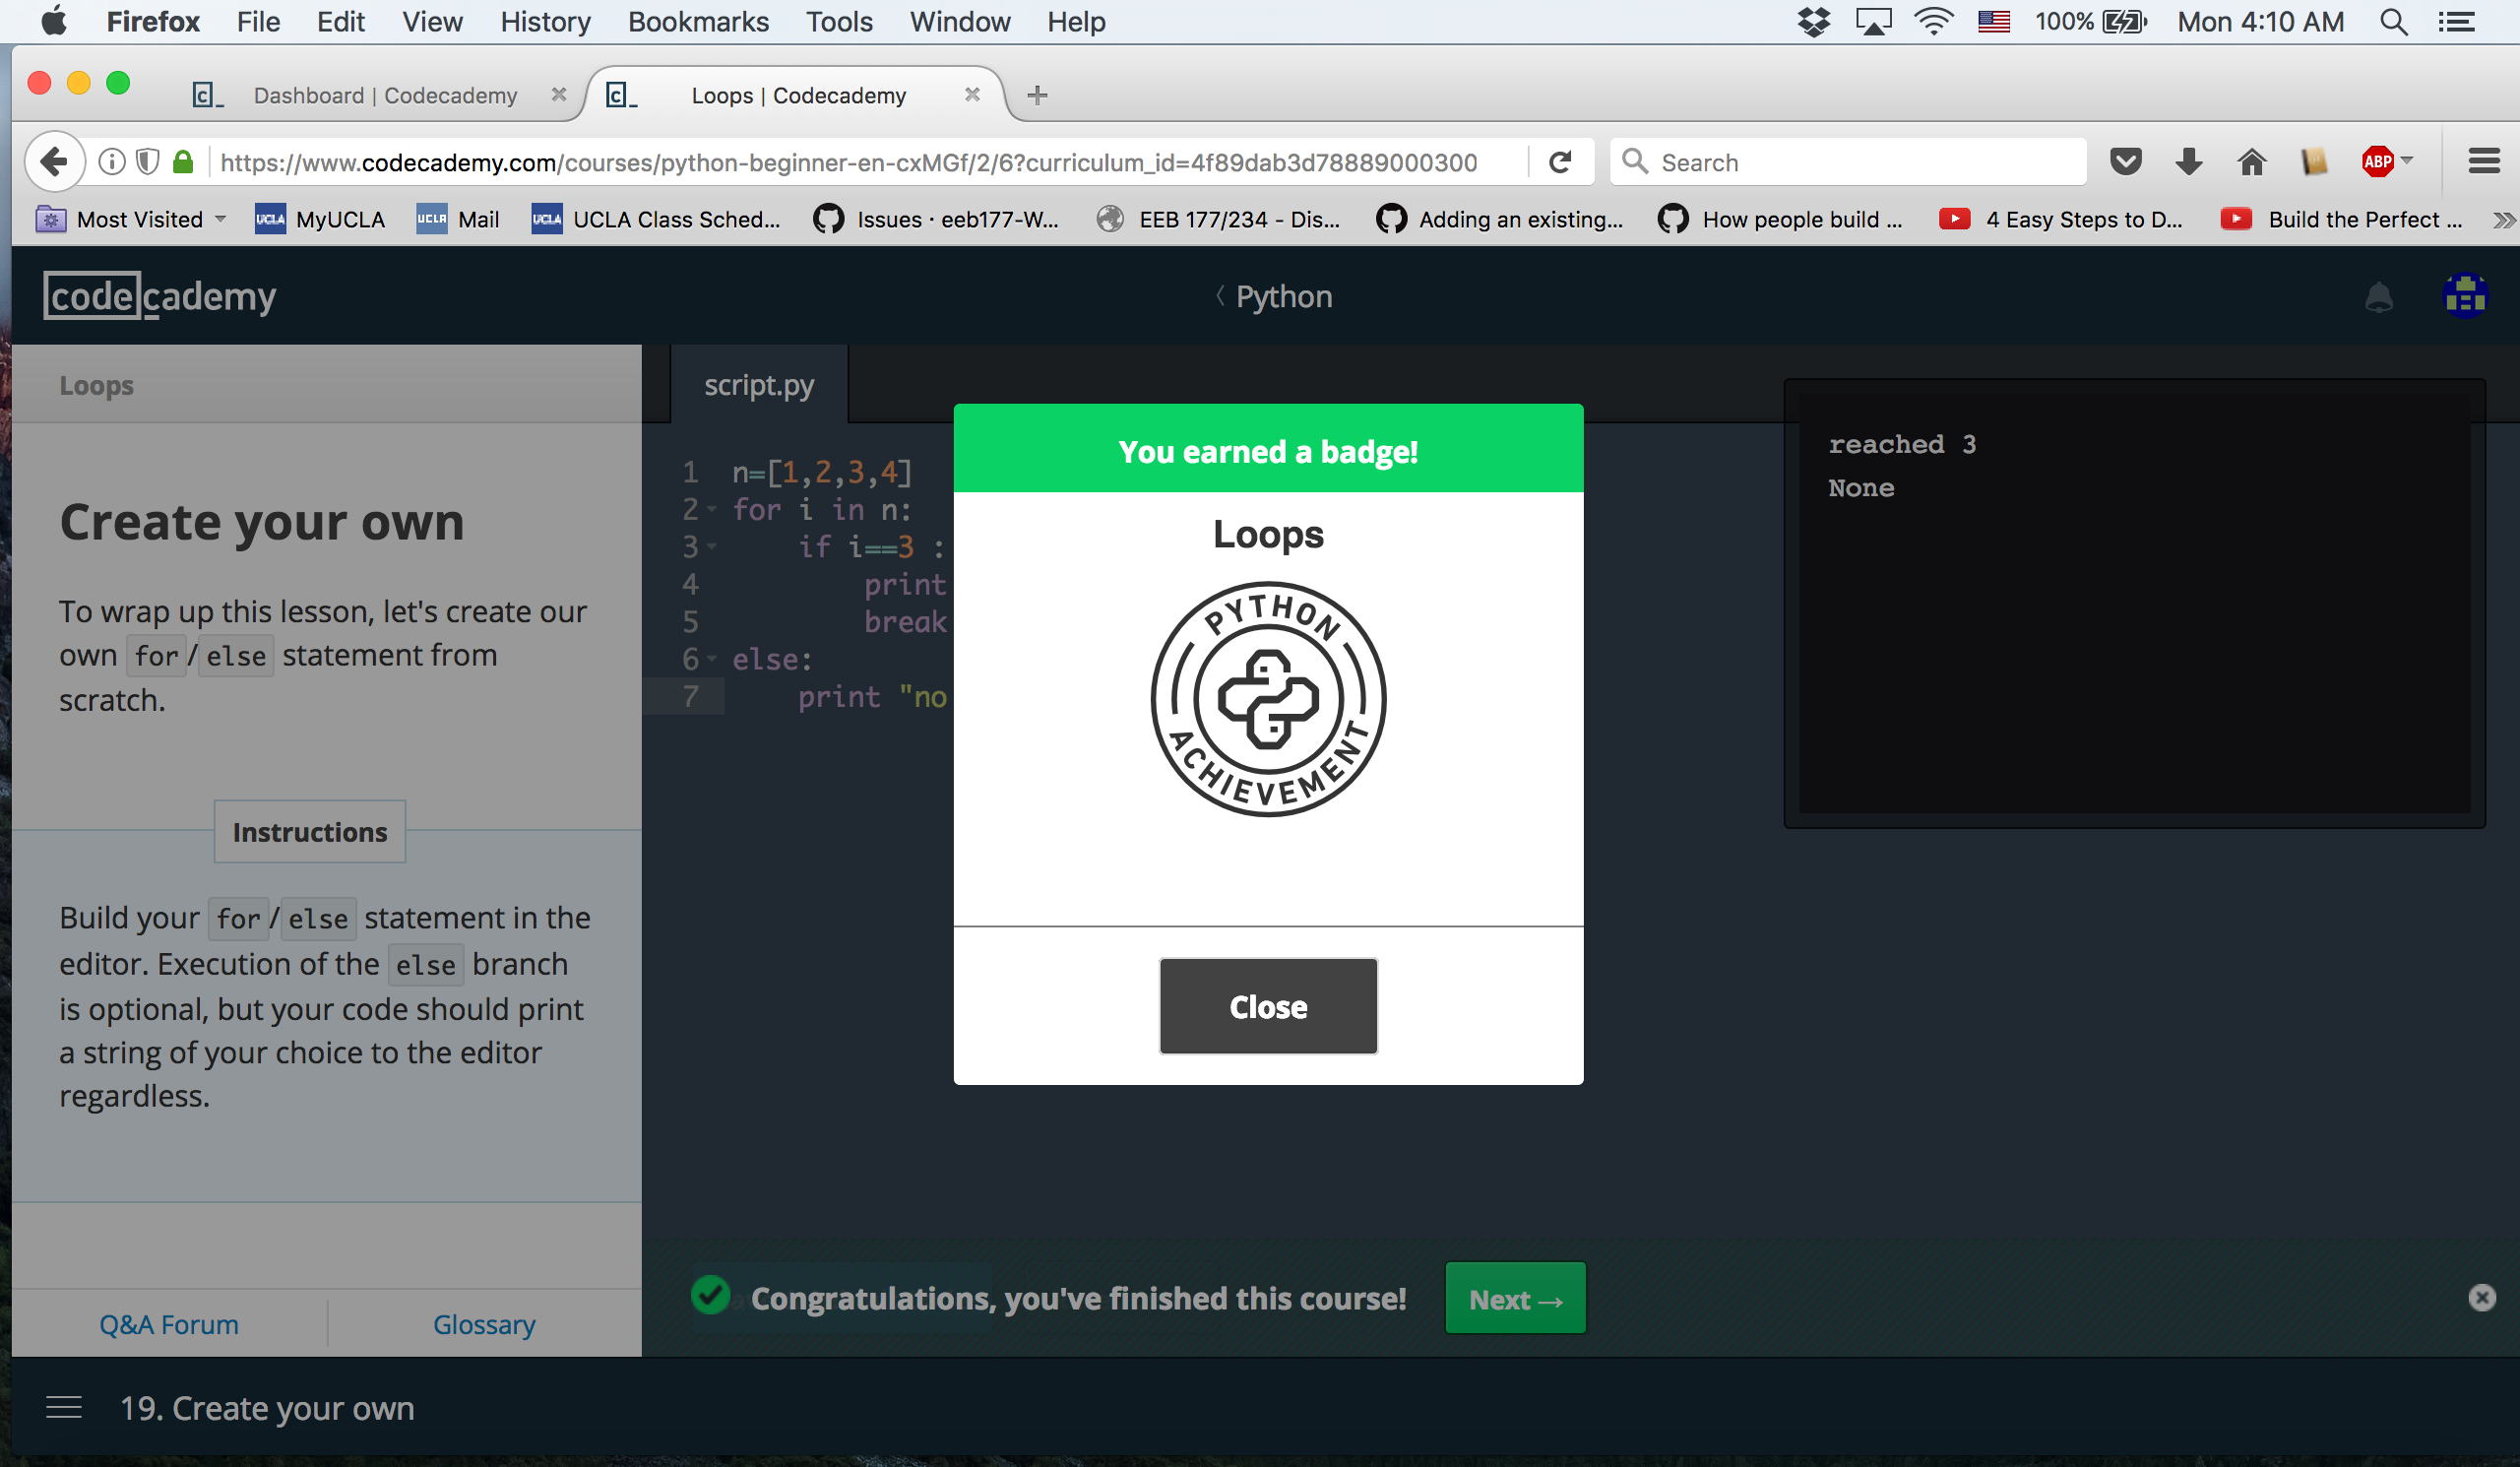 Firefox File Edit View History Bookmarks Tools Window Help 100% Mon 4:10 AM
Dashboard | Codecademy Loops | Codecademy
https://www.codecademy.com/courses/python-beginner-en-cxMGf/2/6?curriculum_id=4f89dab3d78889000300 Search ABP
Most Visited UCLA MyUCLA UCLA Mail UCLA UCLA Class Sched... Issues · eeb177-W... EEB 177/234 - Dis... Adding an existing... How people build ... 4 Easy Steps to D... Build the Perfect ...
codecademy Python
Loops
Create your own
To wrap up this lesson, let's create our
own for/else statement from
scratch.
Instructions
Build your for/else statement in the
editor. Execution of the else branch
is optional, but your code should print
a string of your choice to the editor
regardless.
Q&A Forum Glossary
script.py
1 n=[1,2,3,4]
2 for i in n:
3 if i==3 :
4 print
5 break
6 else:
7 print "no
You earned a badge!
Loops
PYTHON
ACHIEVEMENT
Close
reached 3
None
Congratulations, you've finished this course! Next →
19. Create your own